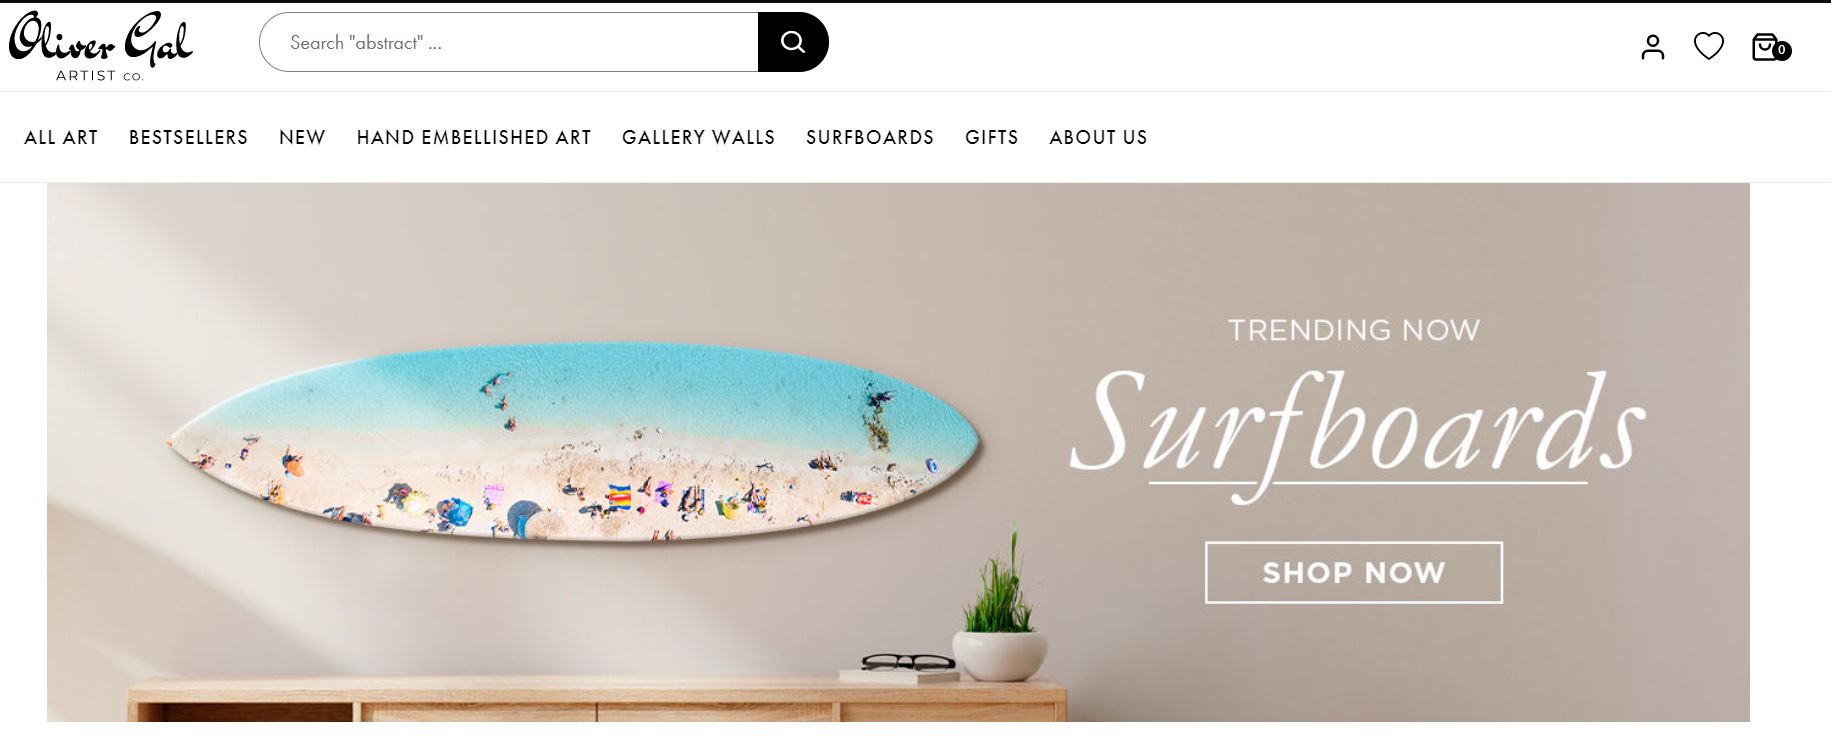 Oliver Gal
ARTIST CO.
Search "abstract" ...
0
ALL ART BESTSELLERS NEW HAND EMBELLISHED ART GALLERY WALLS SURFBOARDS GIFTS ABOUT US
TRENDING NOW
Surfboards
SHOP NOW